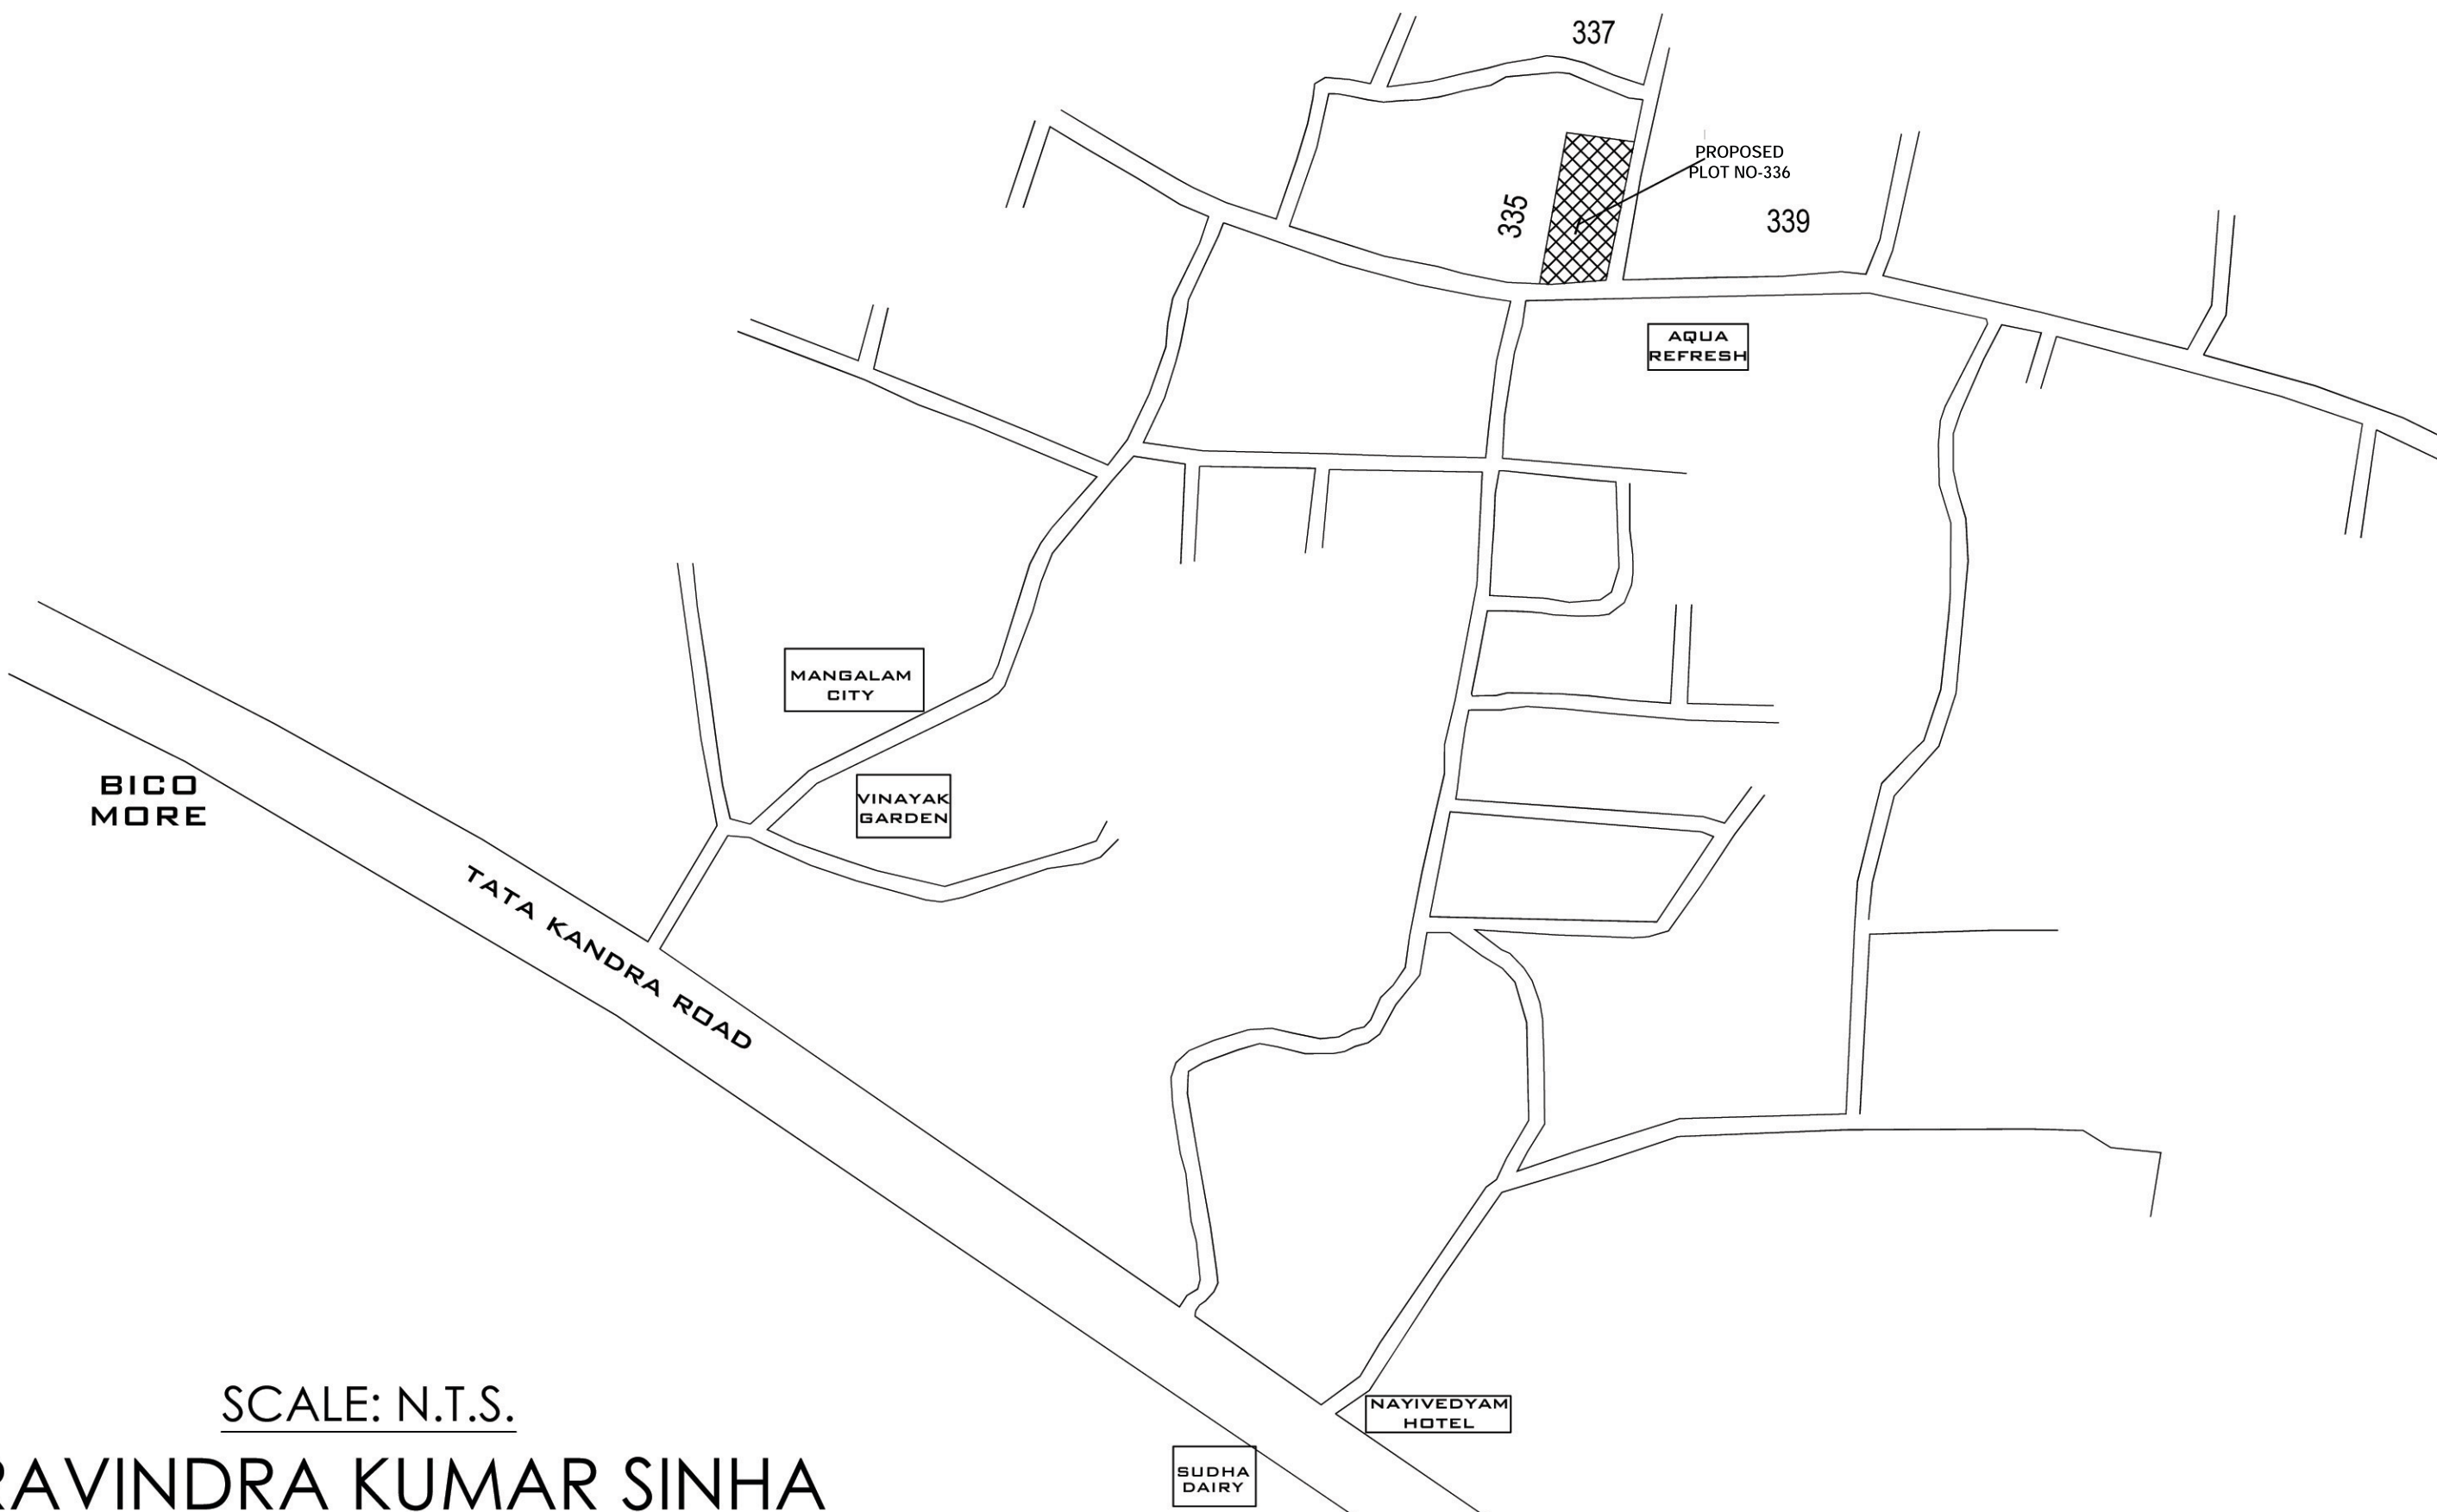 337
PROPOSED
PLOT NO-336
335
339
AQUA
REFRESH
MANGALAM
CITY
BICO
MORE
VINAYAK
GARDEN
TATA KANDRA ROAD
SCALE: N.T.S.
NAYIVEDYAM
HOTEL
RAVINDRA KUMAR SINHA
SUDHA
DAIRY